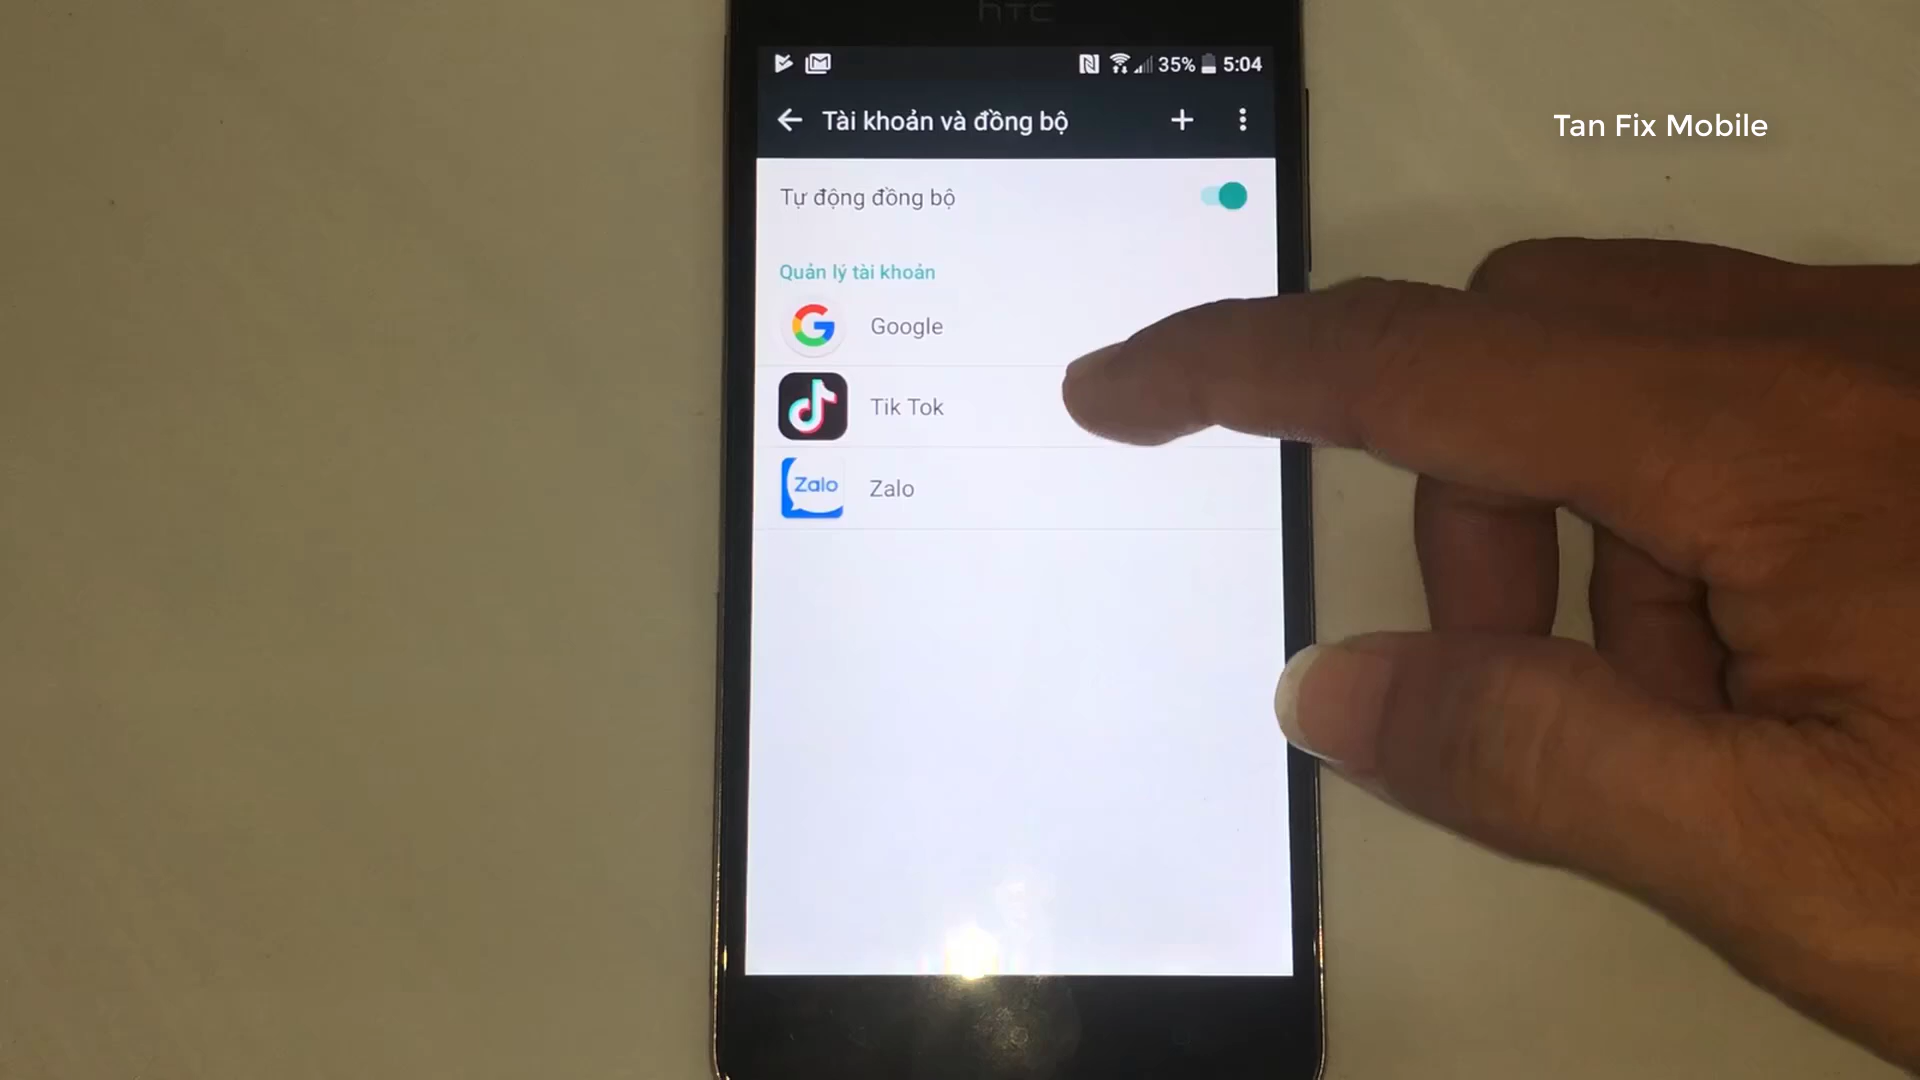 hTC
35% 5:04
Tài khoản và đồng bộ
Tan Fix Mobile
Tự động đồng bộ
Quản lý tài khoản
Google
Tik Tok
Zalo
Zalo